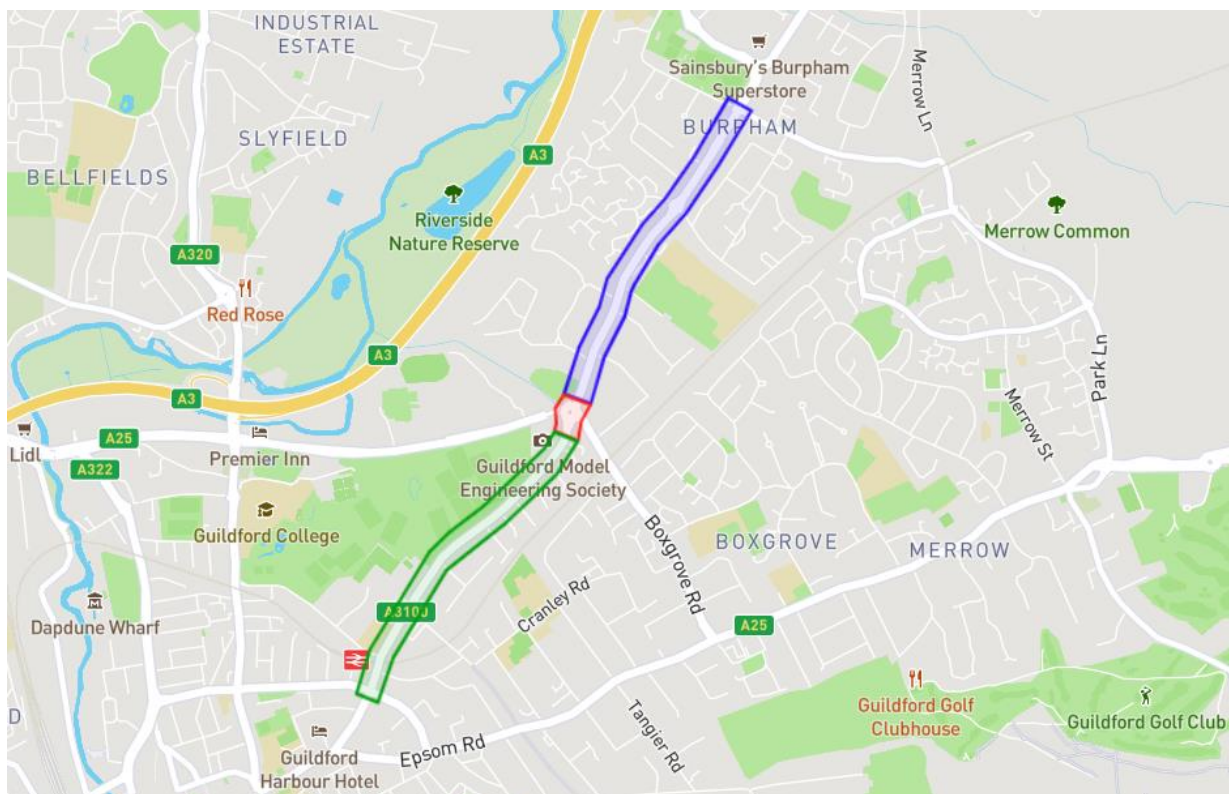 INDUSTRIAL
ESTATE
Sainsbury's Burpham
Superstore
Merrow Ln
BURPHAM
SLYFIELD
A3
BELLFIELDS
Riverside
Nature Reserve
Merrow Common
A320
Red Rose
A3
Park Ln
A3
Merrow St
Lidl
A25
Premier Inn
A322
Guildford Model
Engineering Society
Guildford College
Boxgrove Rd
BOXGROVE
MERROW
Cranley Rd
A3100
Dapdune Wharf
A25
D
Tangier Rd
Guildford Golf
Clubhouse
Guildford Golf Club
Epsom Rd
Guildford
Harbour Hotel